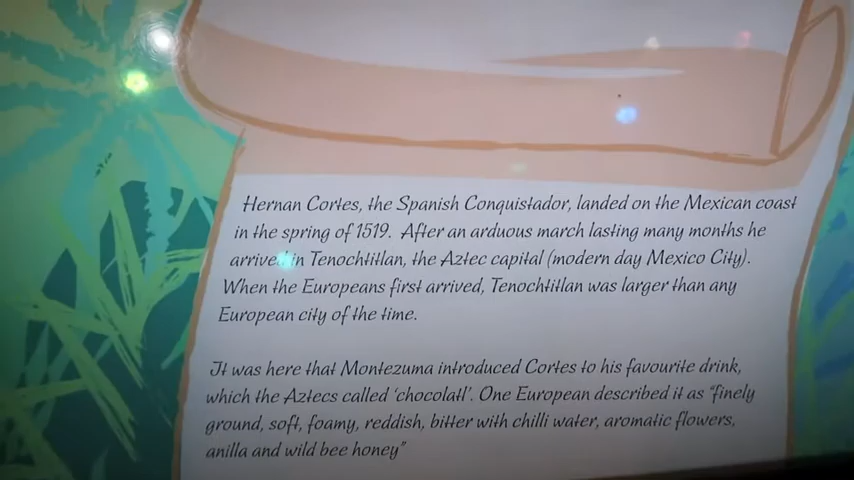 Hernan Cortes, the Spanish Conquistador, landed on the Mexican coast
in the spring of 1519. After an arduous march lasting many months he
arrived in Tenochtitlan, the Aztec capital (modern day Mexico City).
When the Europeans first arrived, Tenochtitlan was larger than any
European city of the time.
It was here that Montezuma introduced Cortes to his favourite drink,
which the Aztecs called ‘chocolatl’. One European described it as “finely
ground, soft, foamy, reddish, bitter with chilli water, aromatic flowers,
anilla and wild bee honey”